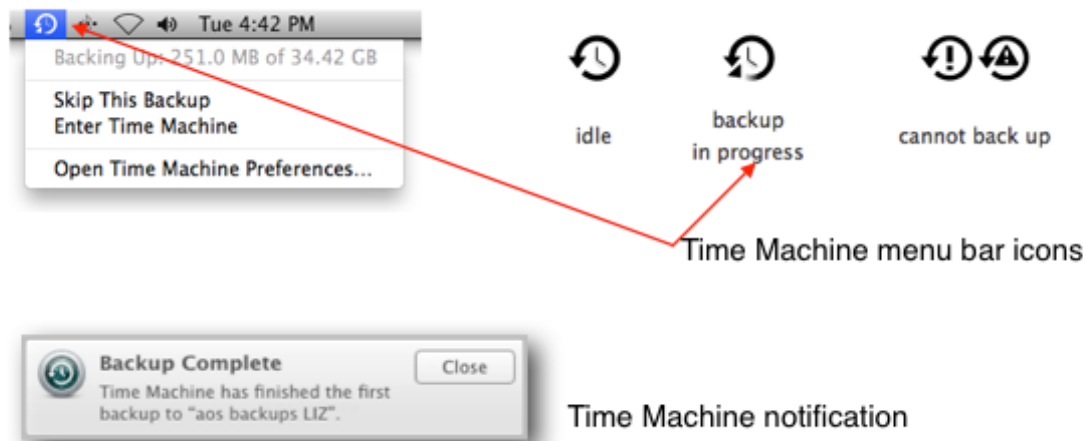 Tue 4:42 PM
Backing Up: 251.0 MB of 34.42 GB
Skip This Backup
Enter Time Machine
Open Time Machine Preferences...
idle
backup
in progress
cannot back up
Time Machine menu bar icons
Backup Complete
Close
Time Machine has finished the first
backup to “aos backups LIZ”.
Time Machine notification